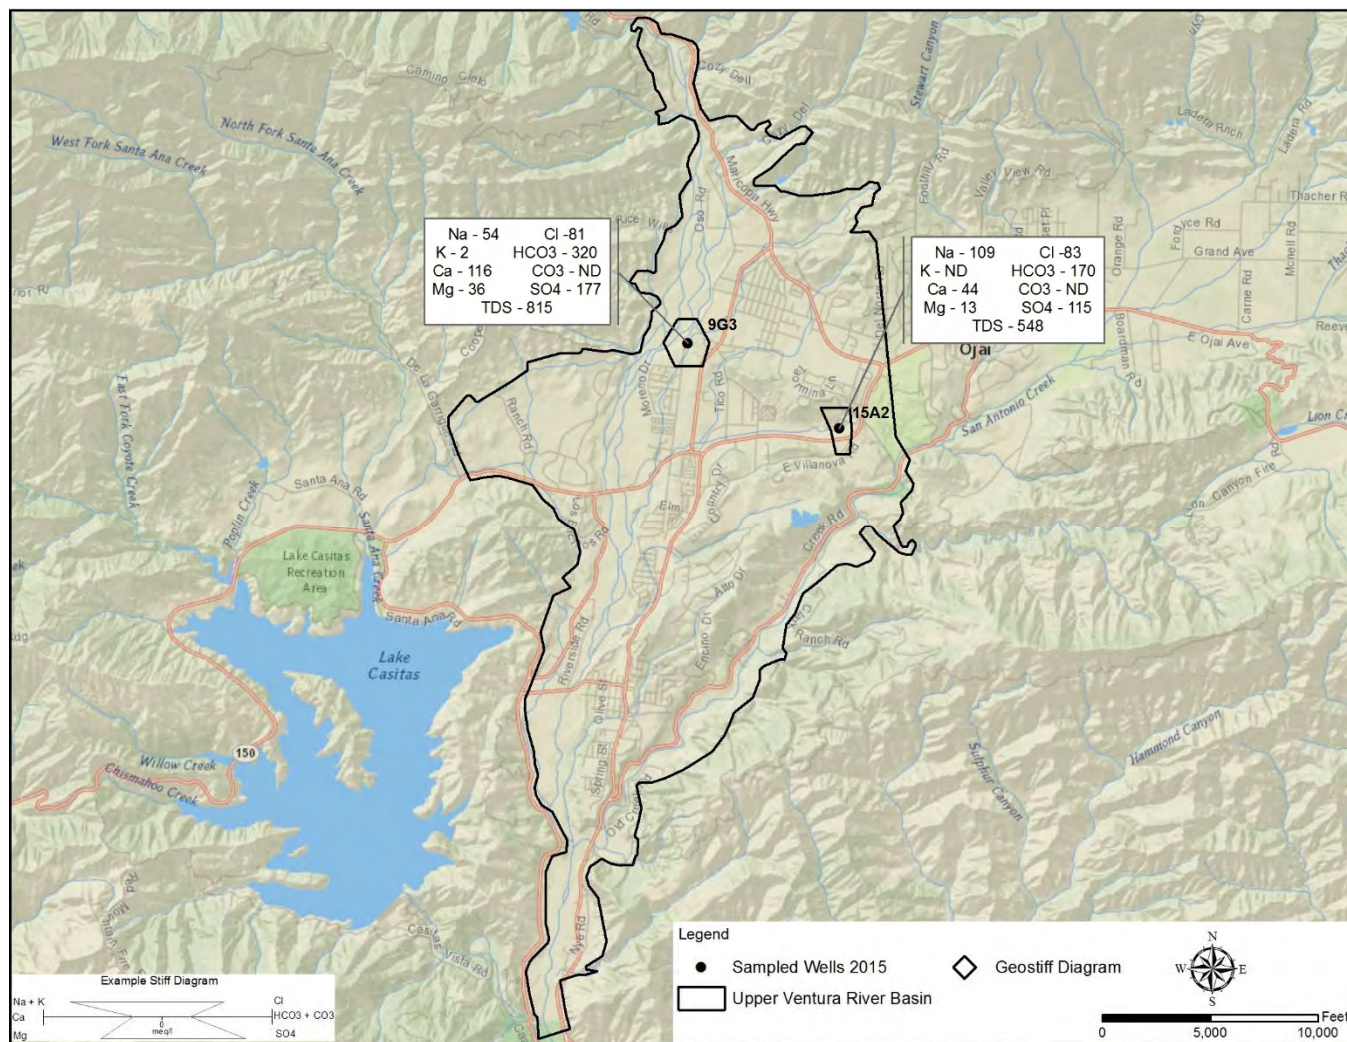 Cozy Dell
Camino Cielo
North Fork Santa Ana Creek
West Fork Santa Ana Creek
Stewart Canyon
Foothill Rd
Valley View Rd
Ladera Rnch
Ladera Rd
Thacher R
Orange Rd
Grand Ave
Mcnell Rd
Carne Rd
Maricopa Hwy
Oso Rd
Rice
Na - 54 Cl -81
K - 2 HCO3 - 320
Ca - 116 CO3 - ND
Mg - 36 SO4 - 177
TDS - 815
Na - 109 Cl -83
K - ND HCO3 - 170
Ca - 44 CO3 - ND
Mg - 13 SO4 - 115
TDS - 548
9G3
15A2
Ojai
E Ojai Ave
Boardman Rd
San Antonio Creek
Lion C
Canyon Fire Rd
Moreno Dr
Tico Rd
Taormina Ln
Ranch Rd
De La Garrigue
East Fork Coyote Creek
Poplin Creek
Santa Ana Rd
Santa Ana Creek
E Villanova Rd
Country Dr
Elm
Creek Rd
Lake Casitas
Recreation
Area
Santa Ana Rd
Lake
Casitas
Riverside Rd
Alto Dr
Encino Dr
Ranch Rd
Olive St
Spring St
150
Willow Creek
Chismahoo Creek
Hammond Canyon
Sulphur Canyon
Casitas Vista Rd
Nye Rd
Example Stiff Diagram
Na + K Cl
Ca HCO3 + CO3
0
meq/l
Mg SO4
Legend
Sampled Wells 2015
Geostiff Diagram
Upper Ventura River Basin
N
W E
S
Feet
0 5,000 10,000